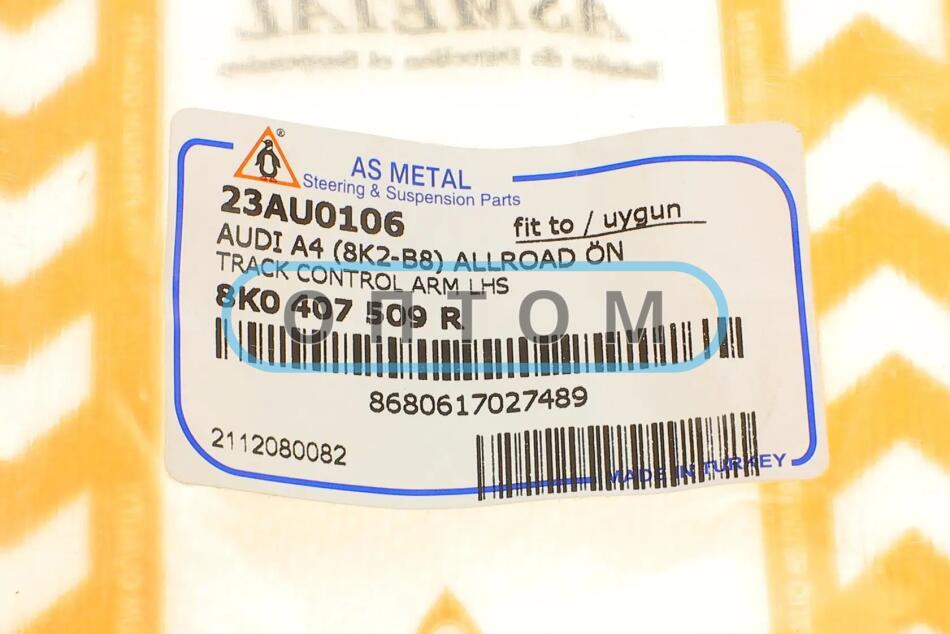 ASMETAL
®
AS METAL
Steering & Suspension Parts
23AU0106
fit to / uygun
AUDI A4 (8K2-B8) ALLROAD ÖN
TRACK CONTROL ARM LHS
8K0 407 509 R
ОПТОМ
8680617027489
2112080082
MADE IN TURKEY